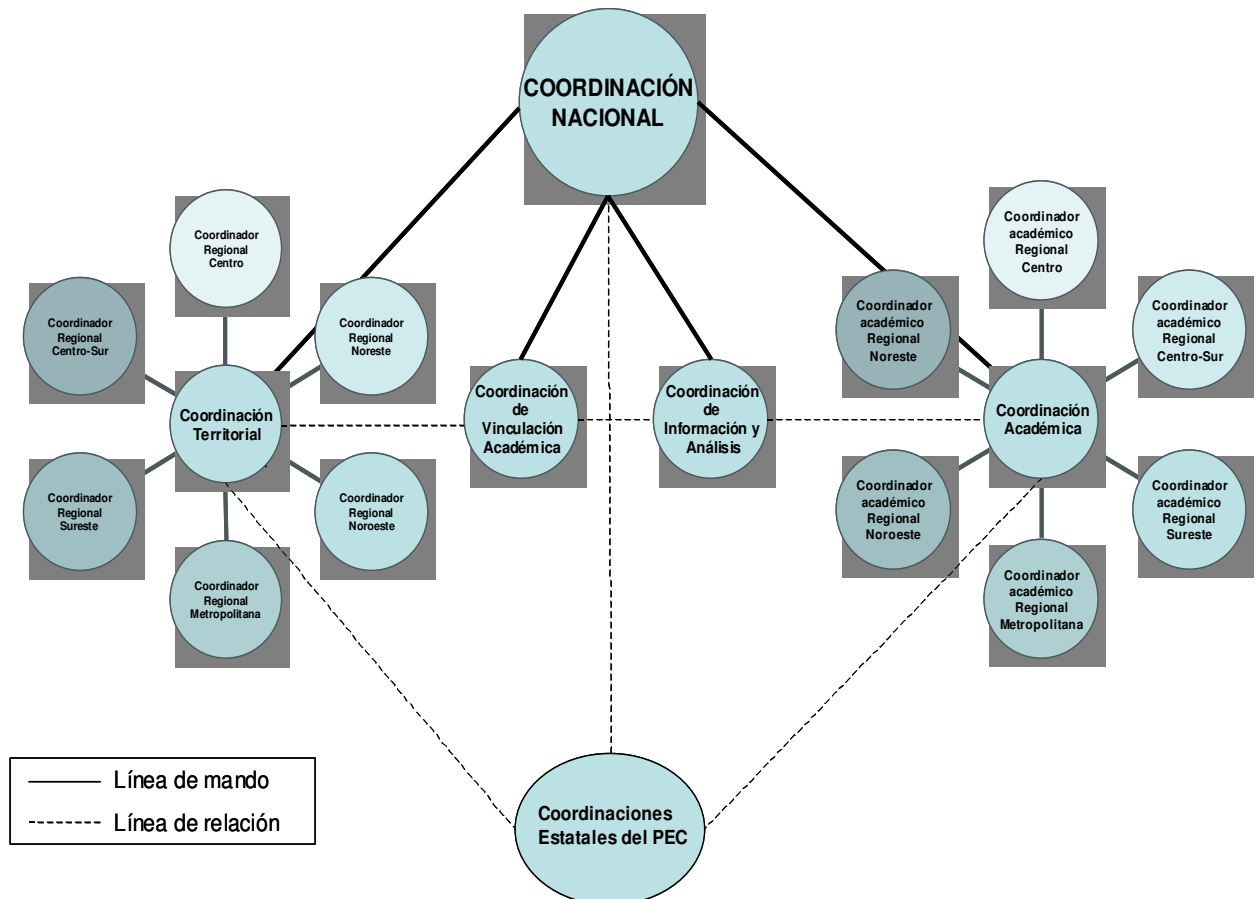 COORDINACIÓN
NACIONAL
Coordinador
Regional
Centro
Coordinador
Regional
Centro-Sur
Coordinador
Regional
Noreste
Coordinación
Territorial
Coordinador
Regional
Sureste
Coordinador
Regional
Noroeste
Coordinador
Regional
Metropolitana
Coordinación
de
Vinculación
Académica
Coordinación
de
Información y
Análisis
Coordinador
académico
Regional
Centro
Coordinador
académico
Regional
Noreste
Coordinador
académico
Regional
Centro-Sur
Coordinación
Académica
Coordinador
académico
Regional
Noroeste
Coordinador
académico
Regional
Sureste
Coordinador
académico
Regional
Metropolitana
Línea de mando
Línea de relación
Coordinaciones
Estatales del PEC